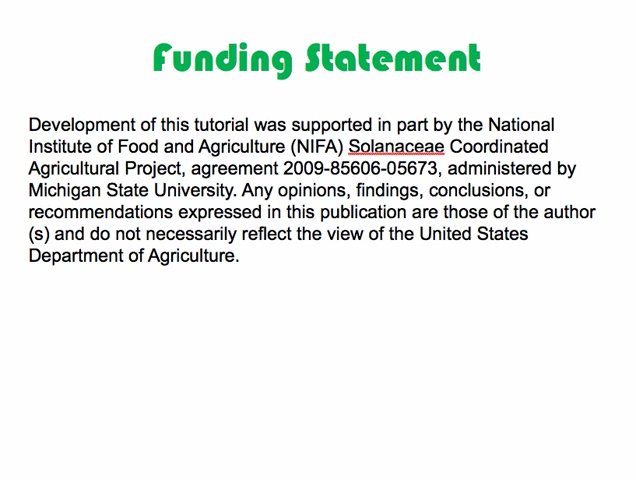 Funding Statement
Development of this tutorial was supported in part by the National
Institute of Food and Agriculture (NIFA) Solanaceae Coordinated
Agricultural Project, agreement 2009-85606-05673, administered by
Michigan State University. Any opinions, findings, conclusions, or
recommendations expressed in this publication are those of the author
(s) and do not necessarily reflect the view of the United States
Department of Agriculture.